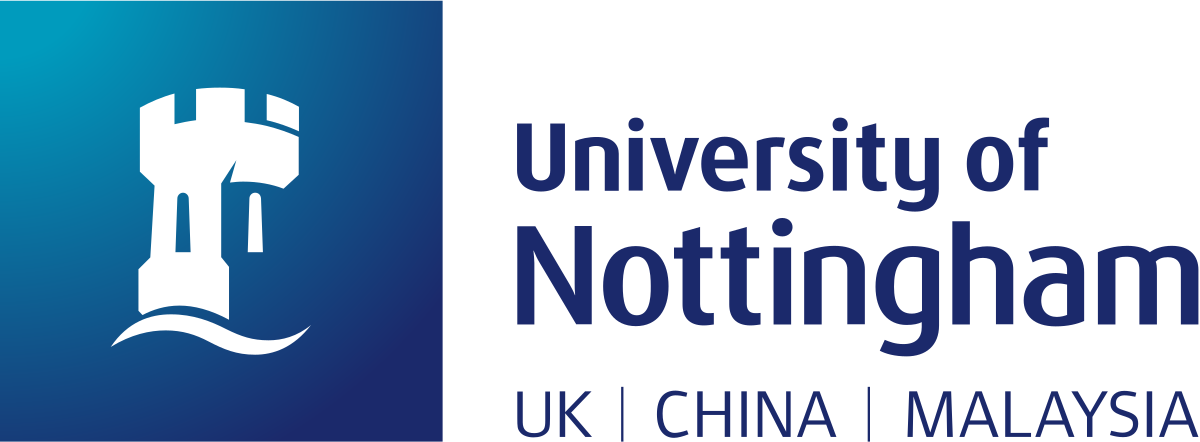 University of
Nottingham
UK | CHINA | MALAYSIA